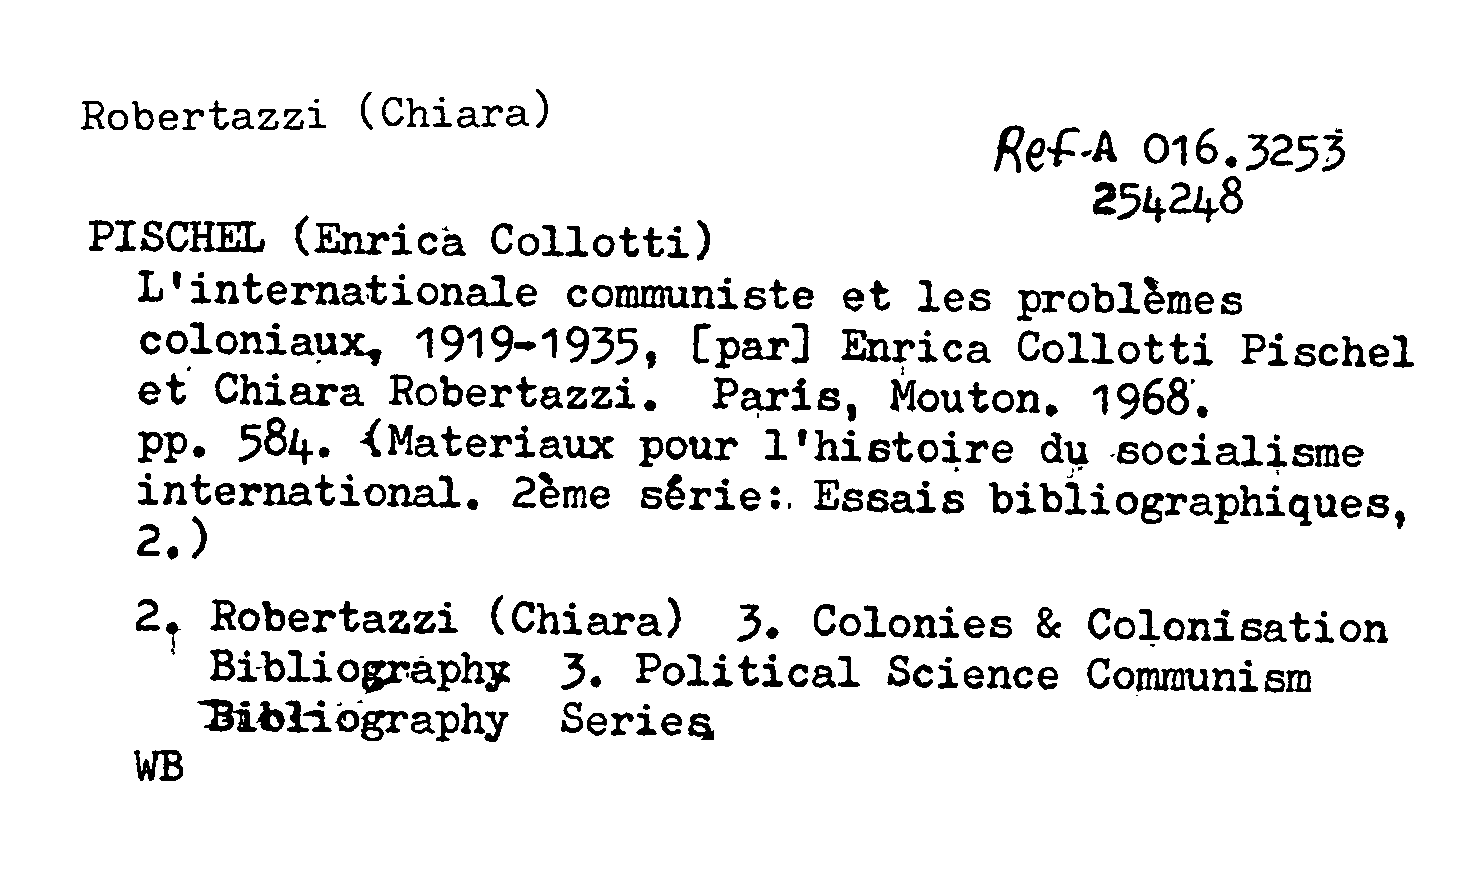 Robertazzi (Chiara)
Ref-A 016.3253
254248
PISCHEL (Enrica Collotti)
L'internationale communiste et les problèmes
coloniaux, 1919-1935, [par] Enrica Collotti Pischel
et Chiara Robertazzi. Paris, Mouton. 1968.
pp. 584. (Materiaux pour l'histoire du socialisme
international. 2ème série: Essais bibliographiques,
2.)
2. Robertazzi (Chiara) 3. Colonies & Colonisation
Bibliography 3. Political Science Communism
Bibliography Series
WB